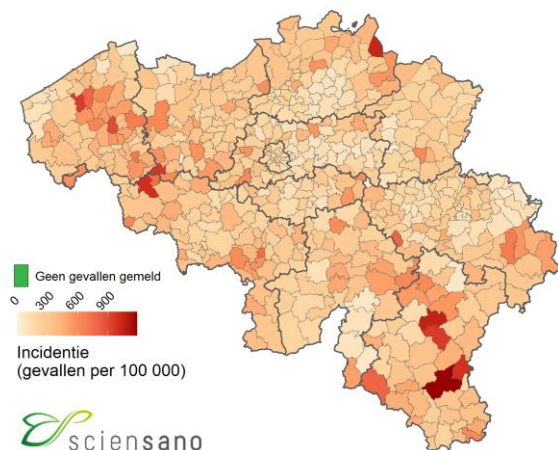 Geen gevallen gemeld
0 300 600 900
Incidentie
(gevallen per 100 000)
sciensano